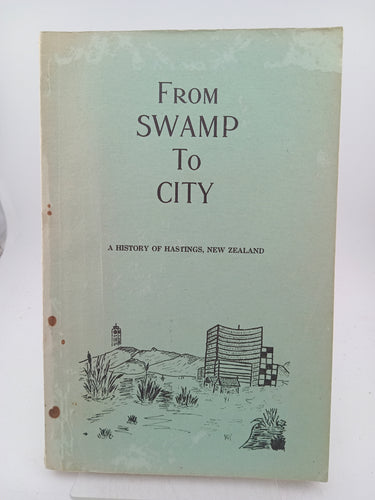 FROM
SWAMP
TO
CITY
A HISTORY OF HASTINGS, NEW ZEALAND